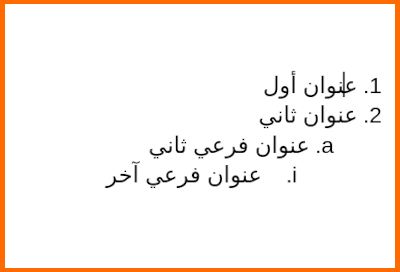 1. عنوان أول
2. عنوان ثاني
a. عنوان فرعي ثاني
i. عنوان فرعي آخر